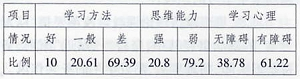 项目 学习方法 思维能力 学习心理
情况 好 一般 差 强 弱 无障碍 有障碍
比例 10 20.61 69.39 20.8 79.2 38.78 61.22